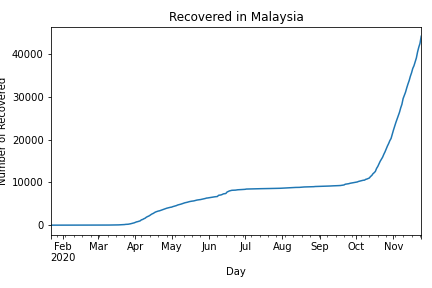 Recovered in Malaysia
Number of Recovered
40000
30000
20000
10000
0
Feb Mar Apr May Jun Jul Aug Sep Oct Nov
2020
Day